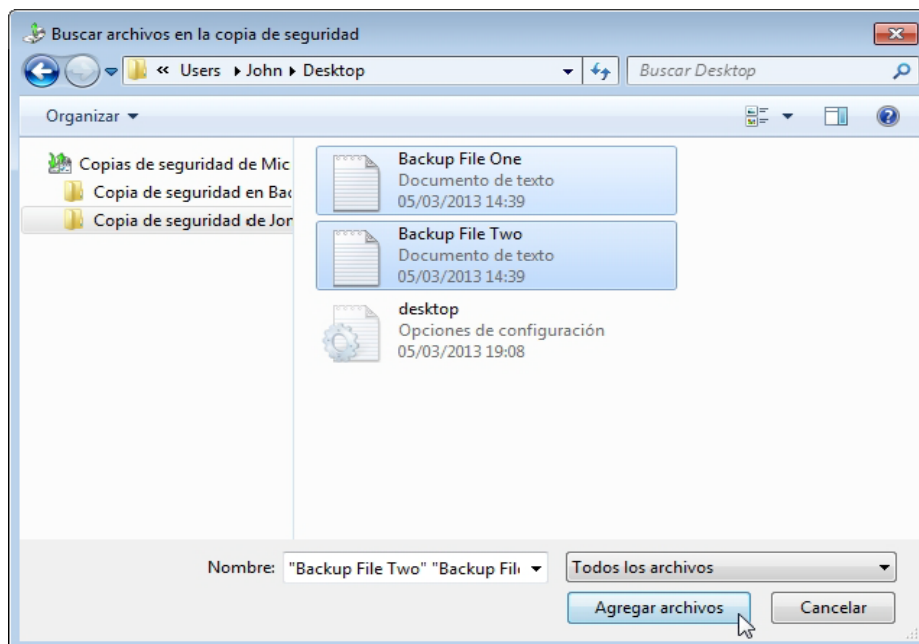 Buscar archivos en la copia de seguridad
« Users John Desktop
Buscar Desktop
Organizar
Copias de seguridad de Mic
Copia de seguridad en Bac
Copia de seguridad de Jon
Backup File One
Documento de texto
05/03/2013 14:39
Backup File Two
Documento de texto
05/03/2013 14:39
desktop
Opciones de configuración
05/03/2013 19:08
Nombre: "Backup File Two" "Backup File
Todos los archivos
Agregar archivos Cancelar